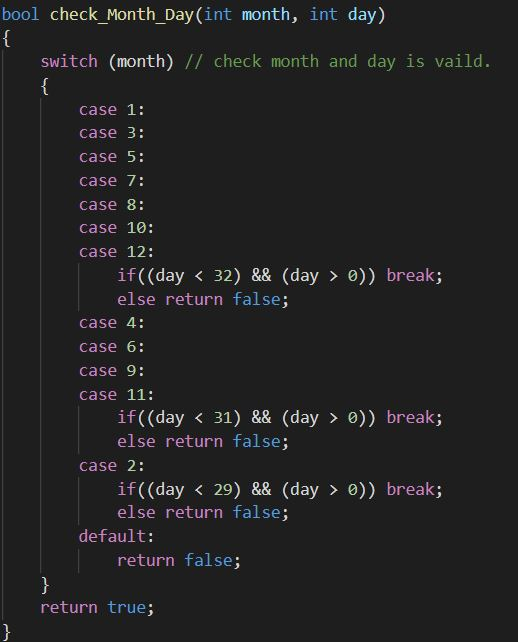 bool check_Month_Day(int month, int day)
{
    switch (month) // check month and day is vaild.
    {
        case 1:
        case 3:
        case 5:
        case 7:
        case 8:
        case 10:
        case 12:
            if((day < 32) && (day > 0)) break;
            else return false;
        case 4:
        case 6:
        case 9:
        case 11:
            if((day < 31) && (day > 0)) break;
            else return false;
        case 2:
            if((day < 29) && (day > 0)) break;
            else return false;
        default:
            return false;
    }
    return true;
}